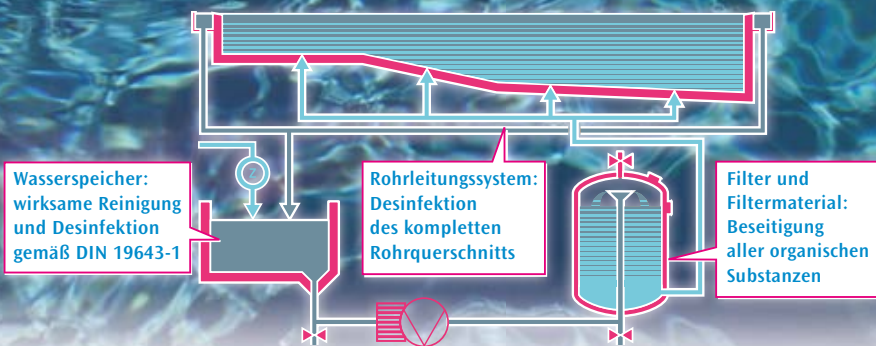 Wasserspeicher:
wirksame Reinigung
und Desinfektion
gemäß DIN 19643-1
Z
Rohrleitungssystem:
Desinfektion
des kompletten
Rohrquerschnitts
Filter und
Filtermaterial:
Beseitigung
aller organischen
Substanzen